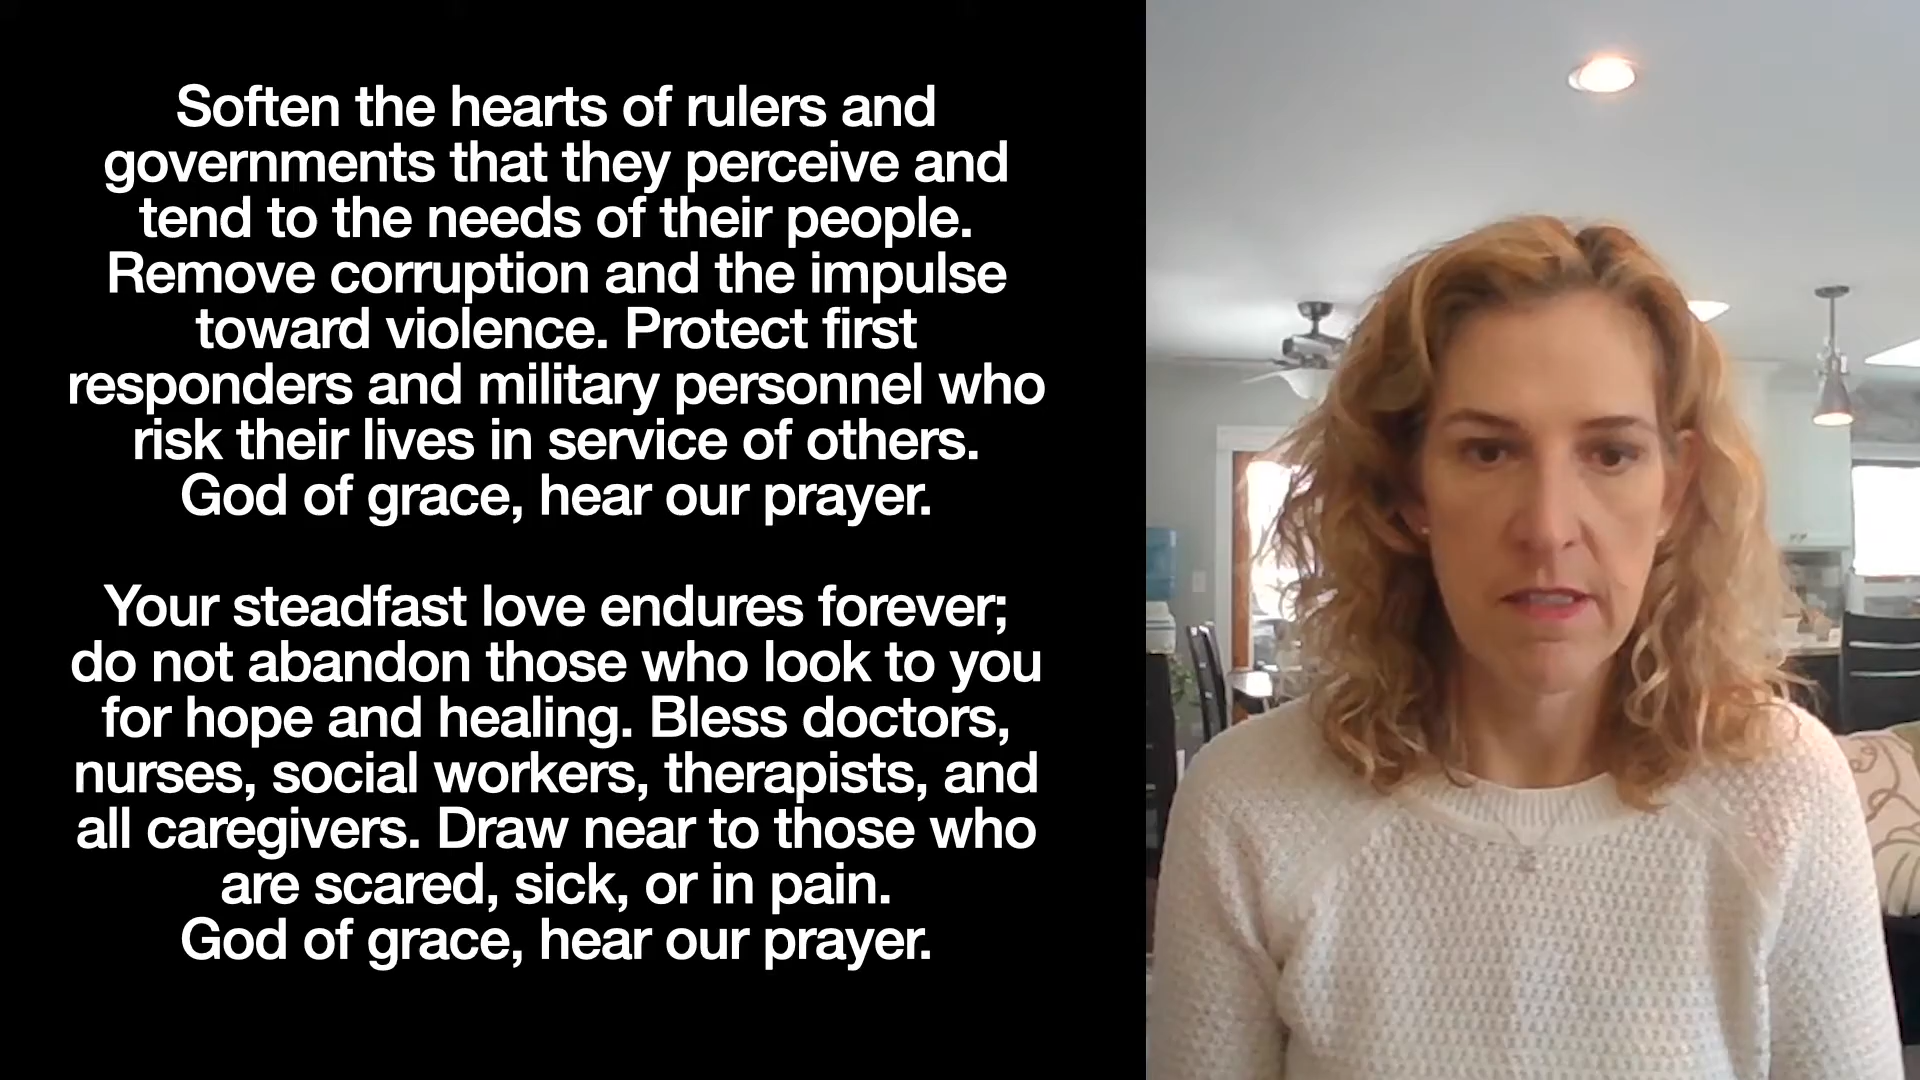 Soften the hearts of rulers and
governments that they perceive and
tend to the needs of their people.
Remove corruption and the impulse
toward violence. Protect first
responders and military personnel who
risk their lives in service of others.
God of grace, hear our prayer.
Your steadfast love endures forever;
do not abandon those who look to you
for hope and healing. Bless doctors,
nurses, social workers, therapists, and
all caregivers. Draw near to those who
are scared, sick, or in pain.
God of grace, hear our prayer.